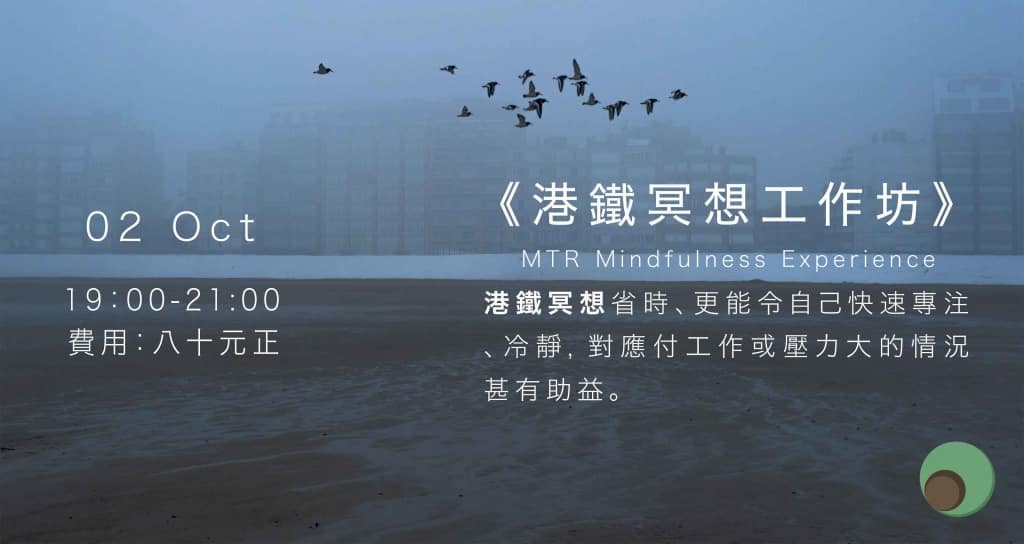 02 Oct
19:00-21:00
費用:八十元正
《港鐵冥想工作坊》
MTR Mindfulness Experience
港鐵冥想省時、更能令自己快速專注
、冷靜, 對應付工作或壓力大的情況
甚有助益。